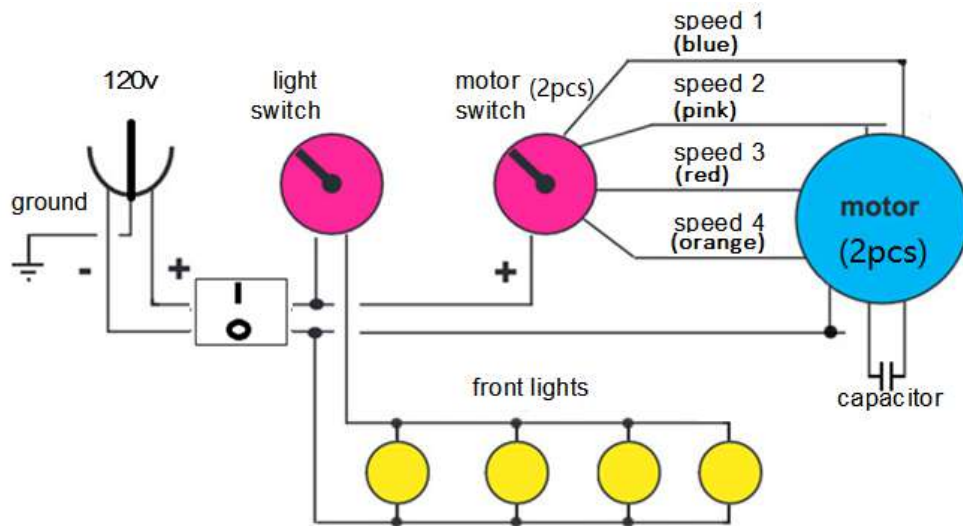 120v
light
switch
motor (2pcs)
switch
speed 1
(blue)
speed 2
(pink)
speed 3
(red)
speed 4
(orange)
motor
(2pcs)
ground
-
+
+
I
O
capacitor
front lights